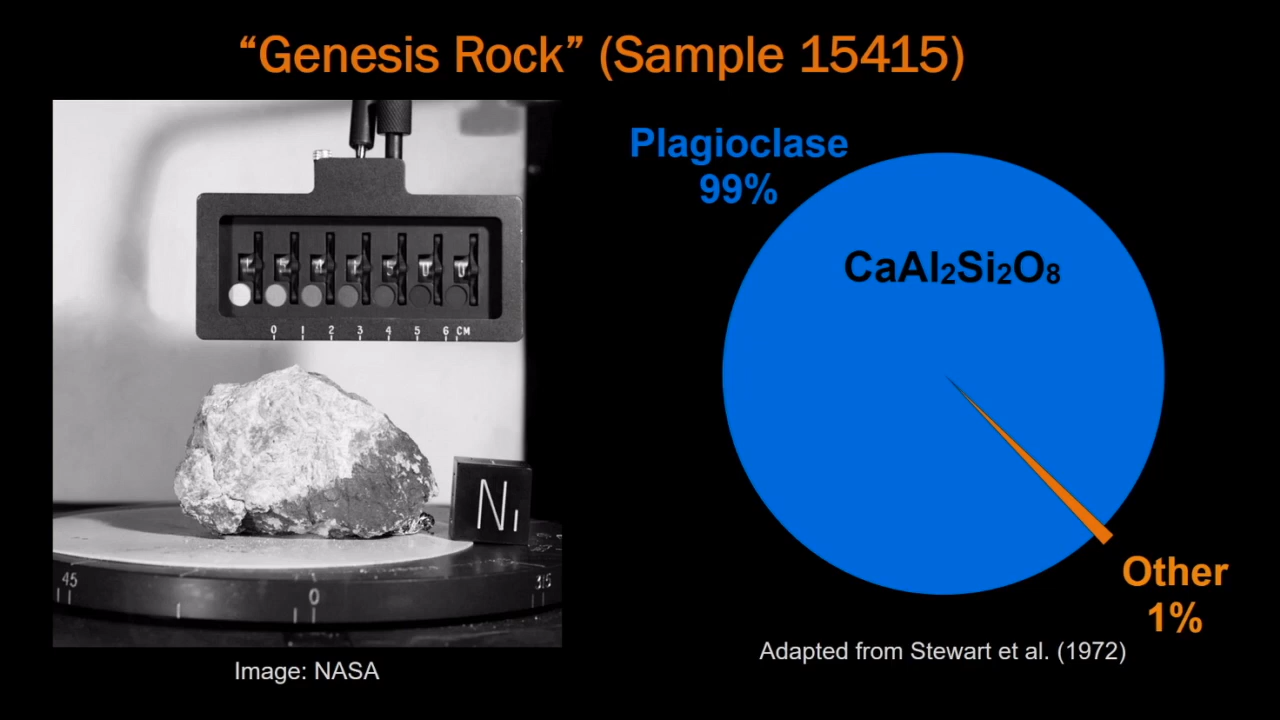 “Genesis Rock” (Sample 15415)
Plagioclase
99%
CaAl₂Si₂O₈
0 1 2 3 4 5 6 CM
N₁
45
0
315
Other
1%
Adapted from Stewart et al. (1972)
Image: NASA